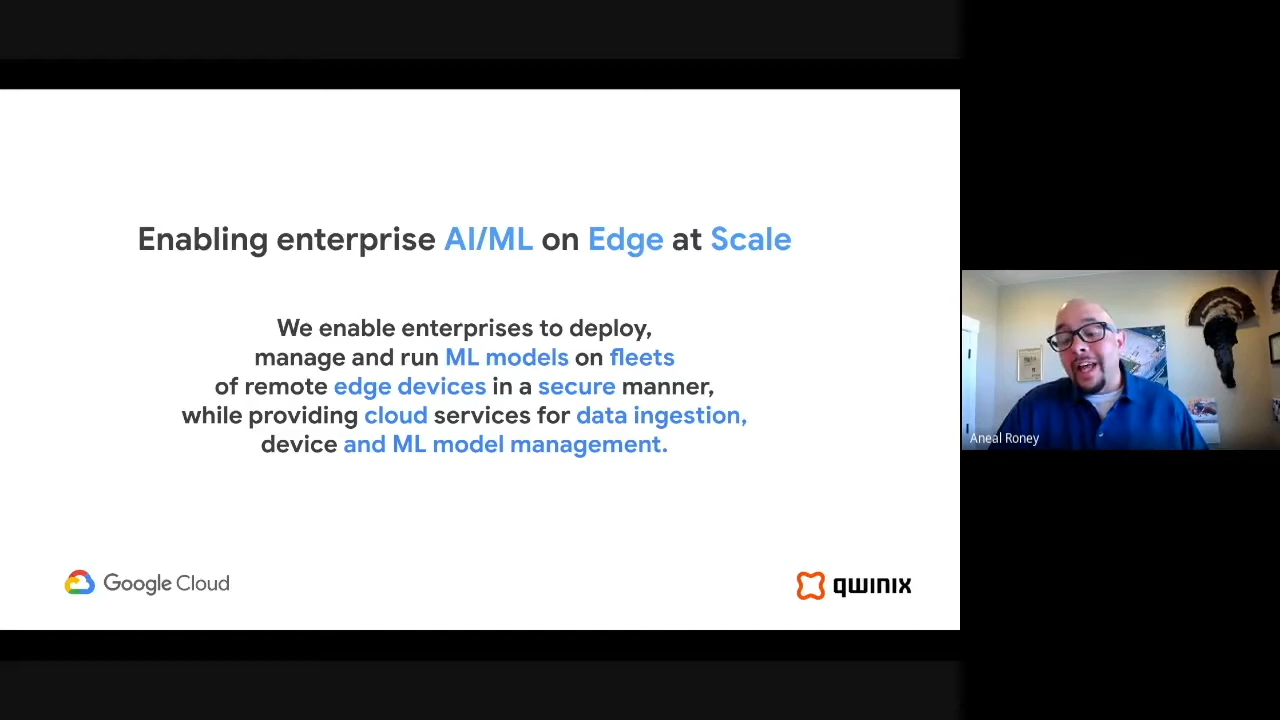 Enabling enterprise AI/ML on Edge at Scale
We enable enterprises to deploy,
manage and run ML models on fleets
of remote edge devices in a secure manner,
while providing cloud services for data ingestion,
device and ML model management.
Google Cloud
qwinix
Aneal Roney